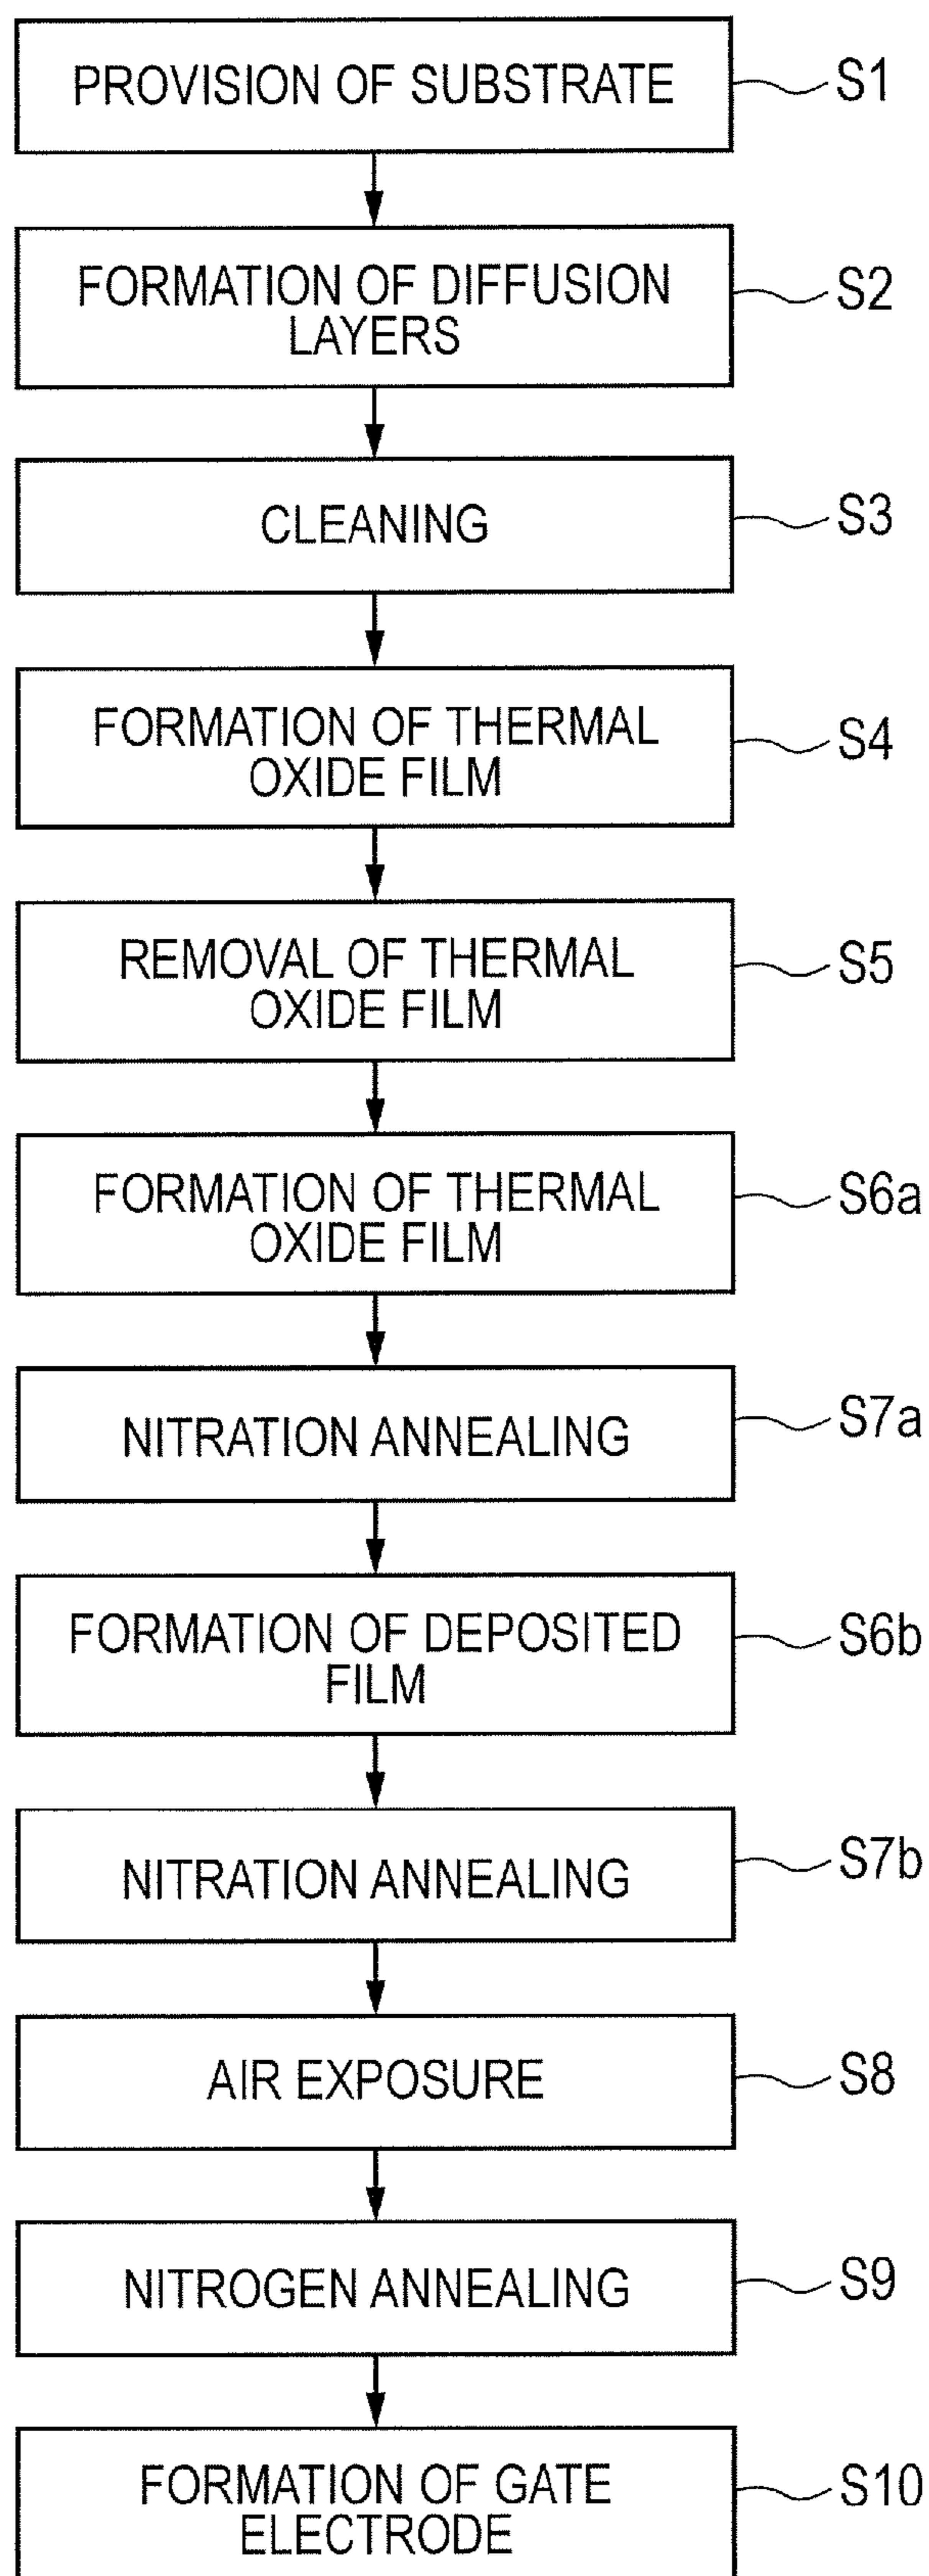 PROVISION OF SUBSTRATE
S1
FORMATION OF DIFFUSION
LAYERS
S2
CLEANING
S3
FORMATION OF THERMAL
OXIDE FILM
S4
REMOVAL OF THERMAL
OXIDE FILM
S5
FORMATION OF THERMAL
OXIDE FILM
S6a
NITRATION ANNEALING
S7a
FORMATION OF DEPOSITED
FILM
S6b
NITRATION ANNEALING
S7b
AIR EXPOSURE
S8
NITROGEN ANNEALING
S9
FORMATION OF GATE
ELECTRODE
S10